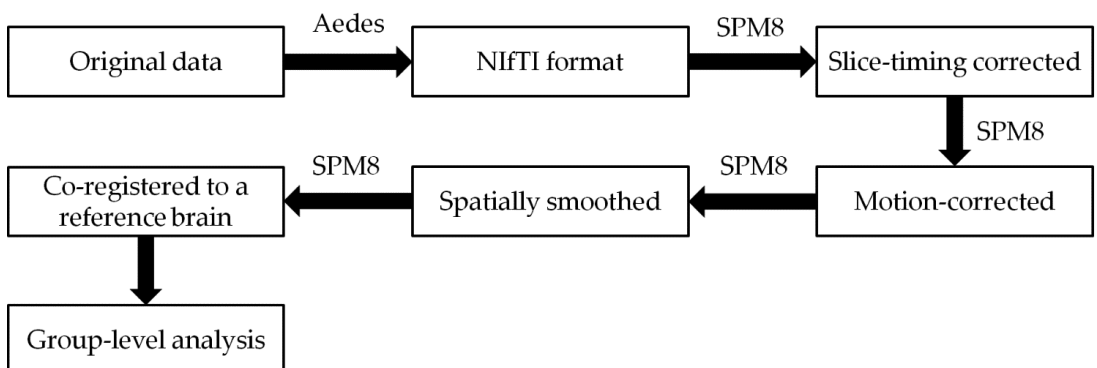 Original data
Aedes
NIfTI format
SPM8
Slice-timing corrected
SPM8
Motion-corrected
SPM8
Spatially smoothed
SPM8
Co-registered to a
reference brain
Group-level analysis